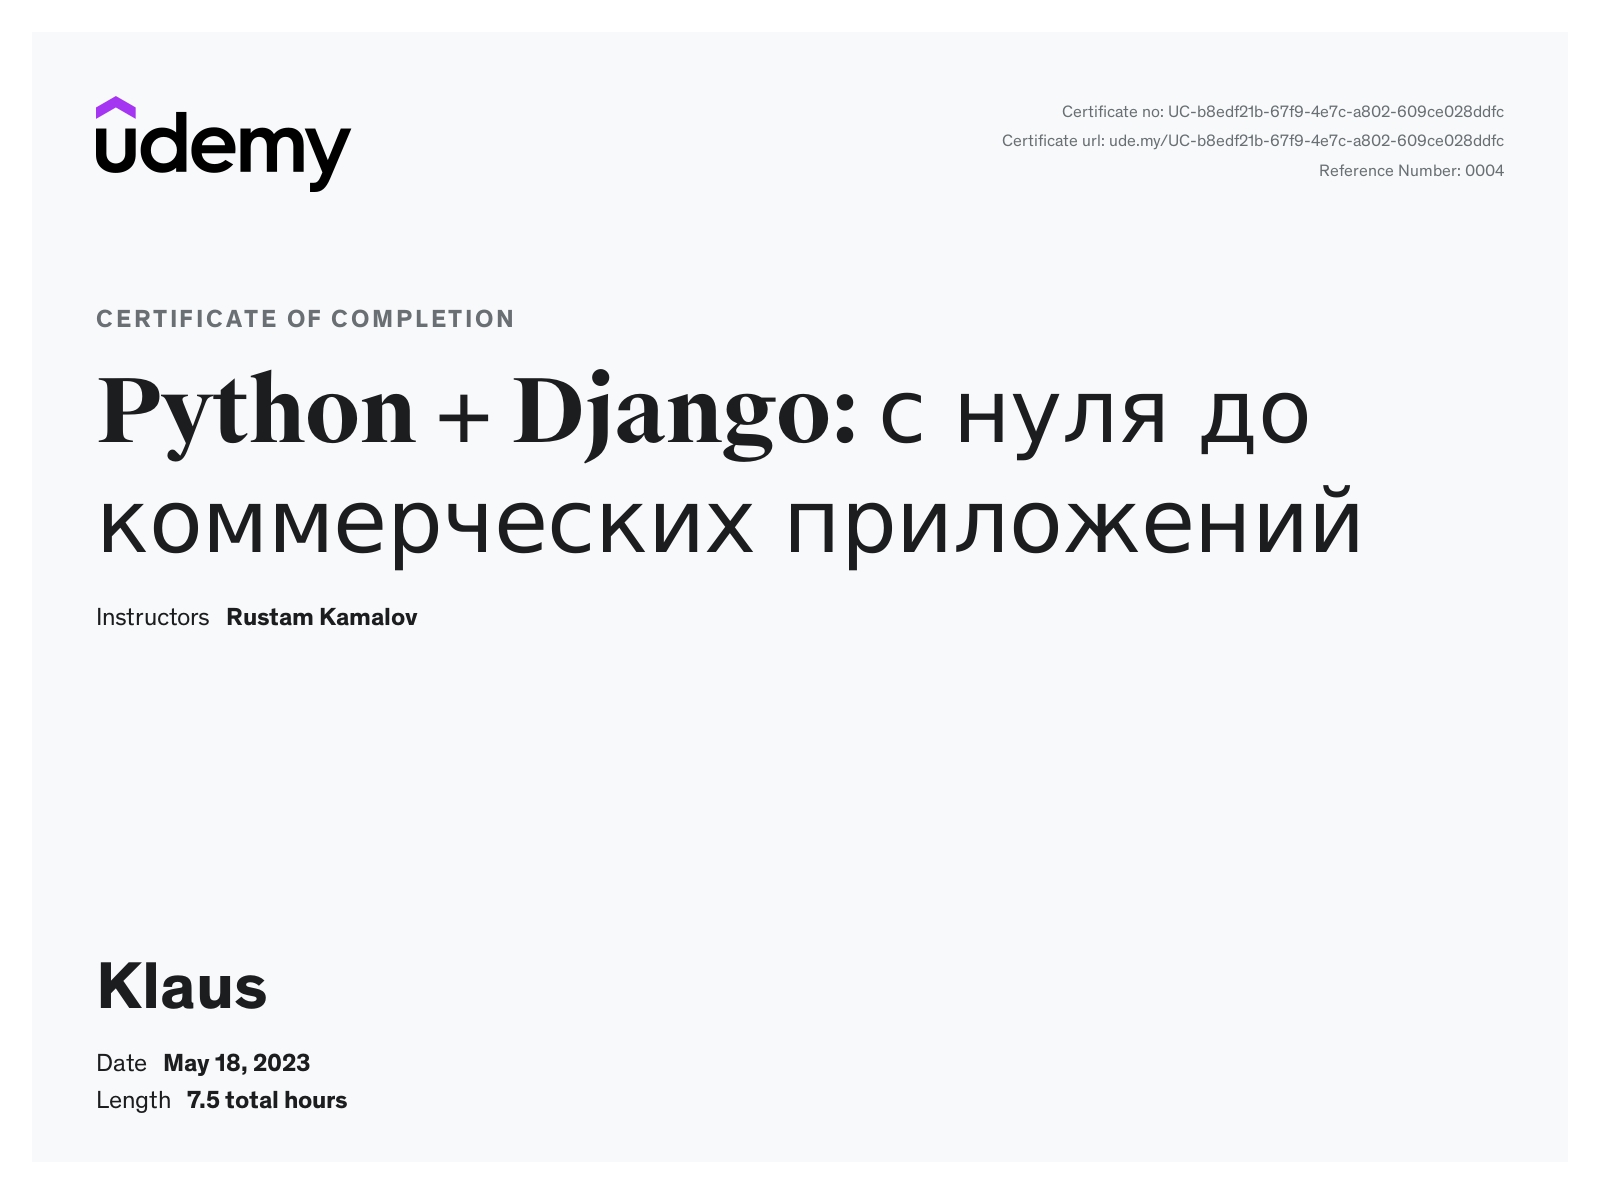 udemy
Certificate no: UC-b8edf21b-67f9-4e7c-a802-609ce028ddfc
Certificate url: ude.my/UC-b8edf21b-67f9-4e7c-a802-609ce028ddfc
Reference Number: 0004
CERTIFICATE OF COMPLETION
Python + Django: с нуля до
коммерческих приложений
Instructors Rustam Kamalov
Klaus
Date May 18, 2023
Length 7.5 total hours